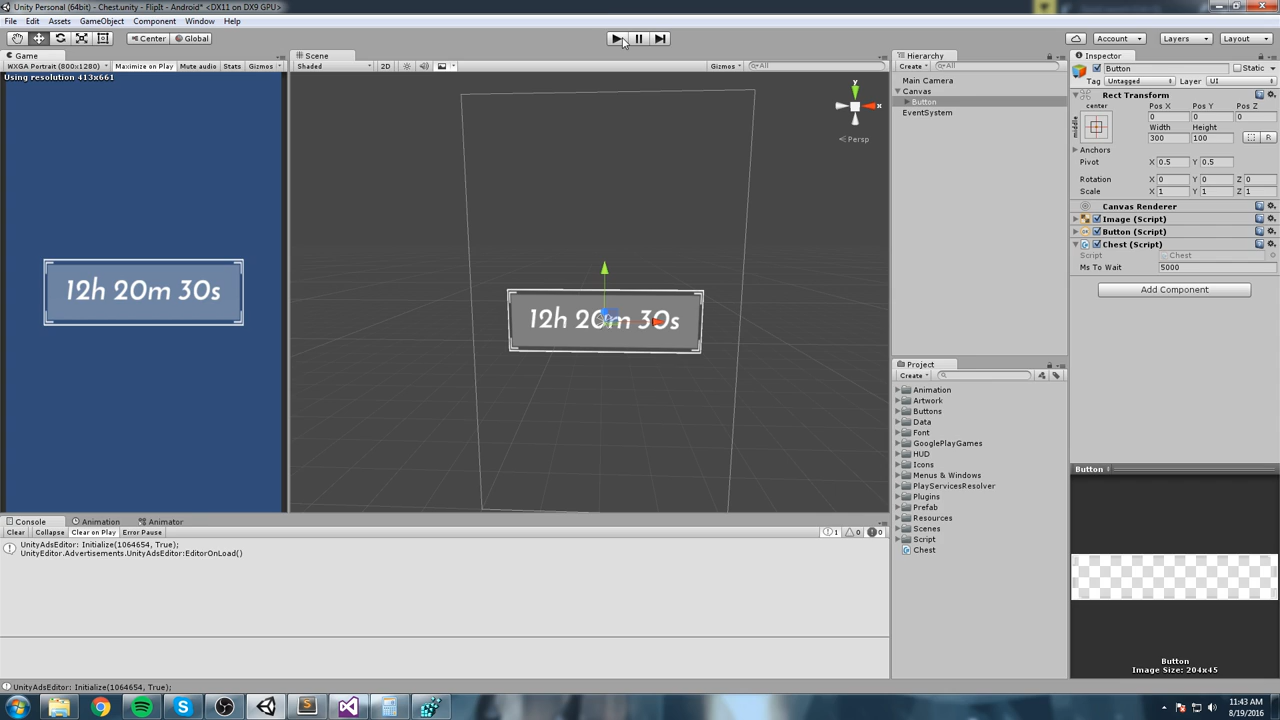 Unity Personal (64bit) - Chest.unity - FlipIt - Android* <DX11 on DX9 GPU>
File Edit Assets GameObject Component Window Help
Center Global Account Layers Layout
Game
WXGA Portrait (800x1280) Maximize on Play Mute audio Stats Gizmos
Using resolution 413x661
12h 20m 30s
Scene
Shaded 2D Gizmos All
y
x
Persp
12h 20m 30s
Hierarchy
Create All
Main Camera
Canvas
Button
EventSystem
Project
Create
Animation
Artwork
Buttons
Data
Font
GooglePlayGames
HUD
Icons
Menus & Windows
PlayServicesResolver
Plugins
Prefab
Resources
Scenes
Script
Chest
Inspector
Button Static
Tag Untagged Layer UI
Rect Transform
center Pos X Pos Y Pos Z
middle 0 0 0
Width Height
300 100 R
Anchors
Pivot X 0.5 Y 0.5
Rotation X 0 Y 0 Z 0
Scale X 1 Y 1 Z 1
Canvas Renderer
Image (Script)
Button (Script)
Chest (Script)
Script Chest
Ms To Wait 5000
Add Component
Button
Button
Image Size: 204x45
Console Animation Animator
Clear Collapse Clear on Play Error Pause 1 0 0
UnityAdsEditor: Initialize(1064654, True);
UnityEditor.Advertisements.UnityAdsEditor:EditorOnLoad()
UnityAdsEditor: Initialize(1064654, True);
11:43 AM
8/19/2016